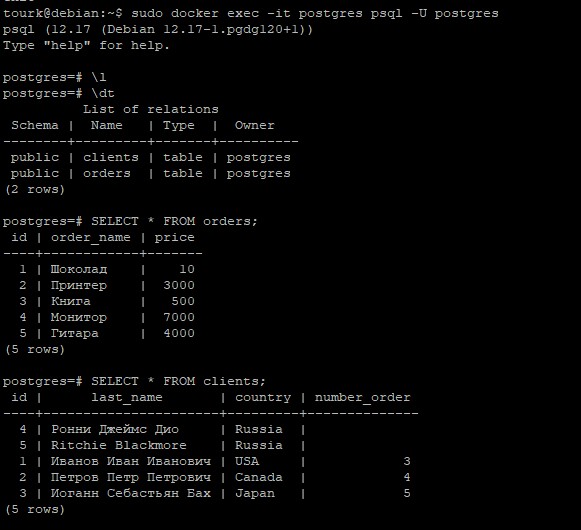 tourk@debian:~$ sudo docker exec -it postgres psql -U postgres
psql (12.17 (Debian 12.17-1.pgdg120+1))
Type "help" for help.
postgres=# \l
postgres=# \dt
List of relations
Schema | Name | Type | Owner
--------+---------+-------+----------
public | clients | table | postgres
public | orders | table | postgres
(2 rows)
postgres=# SELECT * FROM orders;
id | order_name | price
----+------------+-------
1 | Шоколад | 10
2 | Принтер | 3000
3 | Книга | 500
4 | Монитор | 7000
5 | Гитара | 4000
(5 rows)
postgres=# SELECT * FROM clients;
id | last_name | country | number_order
----+----------------------+---------+--------------
4 | Ронни Джеймс Дио | Russia |
5 | Ritchie Blackmore | Russia |
1 | Иванов Иван Иванович | USA | 3
2 | Петров Петр Петрович | Canada | 4
3 | Иоганн Себастьян Бах | Japan | 5
(5 rows)